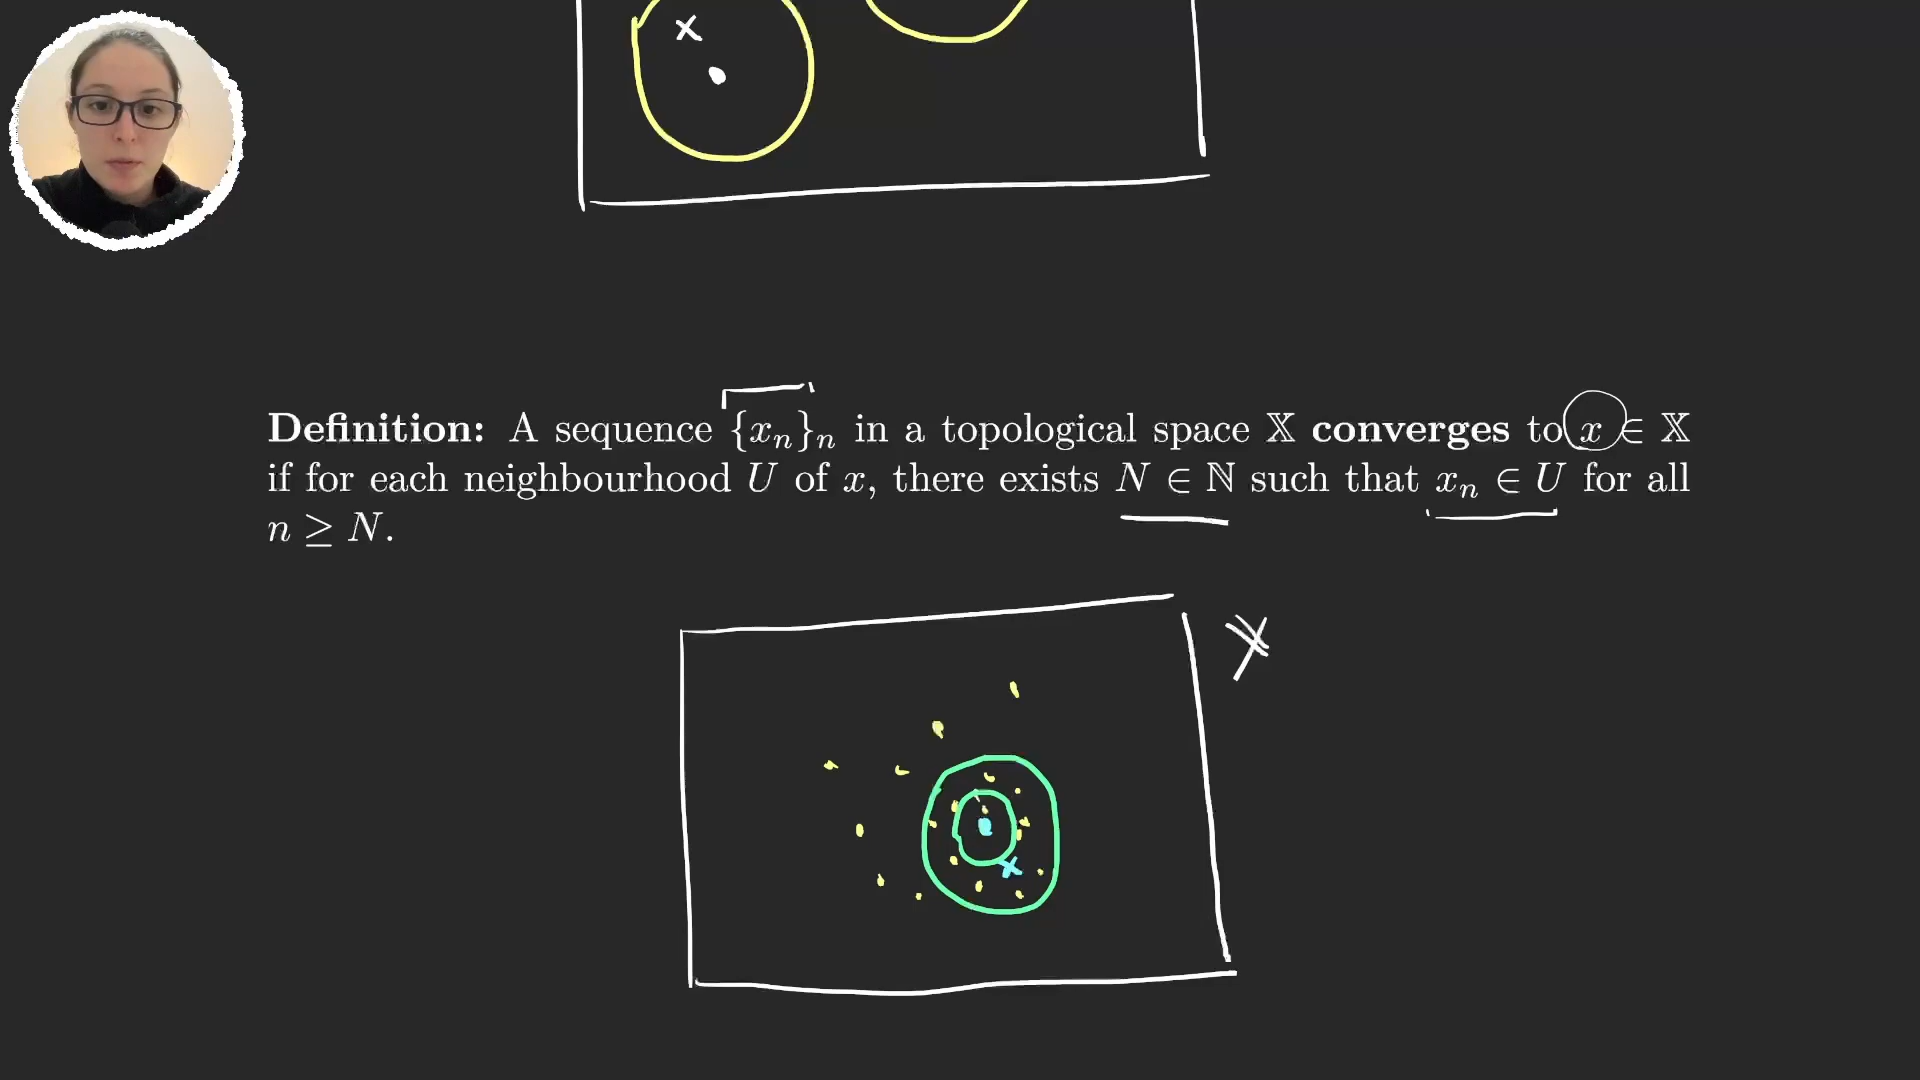 x
Definition: A sequence {xₙ}ₙ in a topological space 𝕏 converges to x ∈ 𝕏
if for each neighbourhood U of x, there exists N ∈ ℕ such that xₙ ∈ U for all
n ≥ N.
𝕏
x